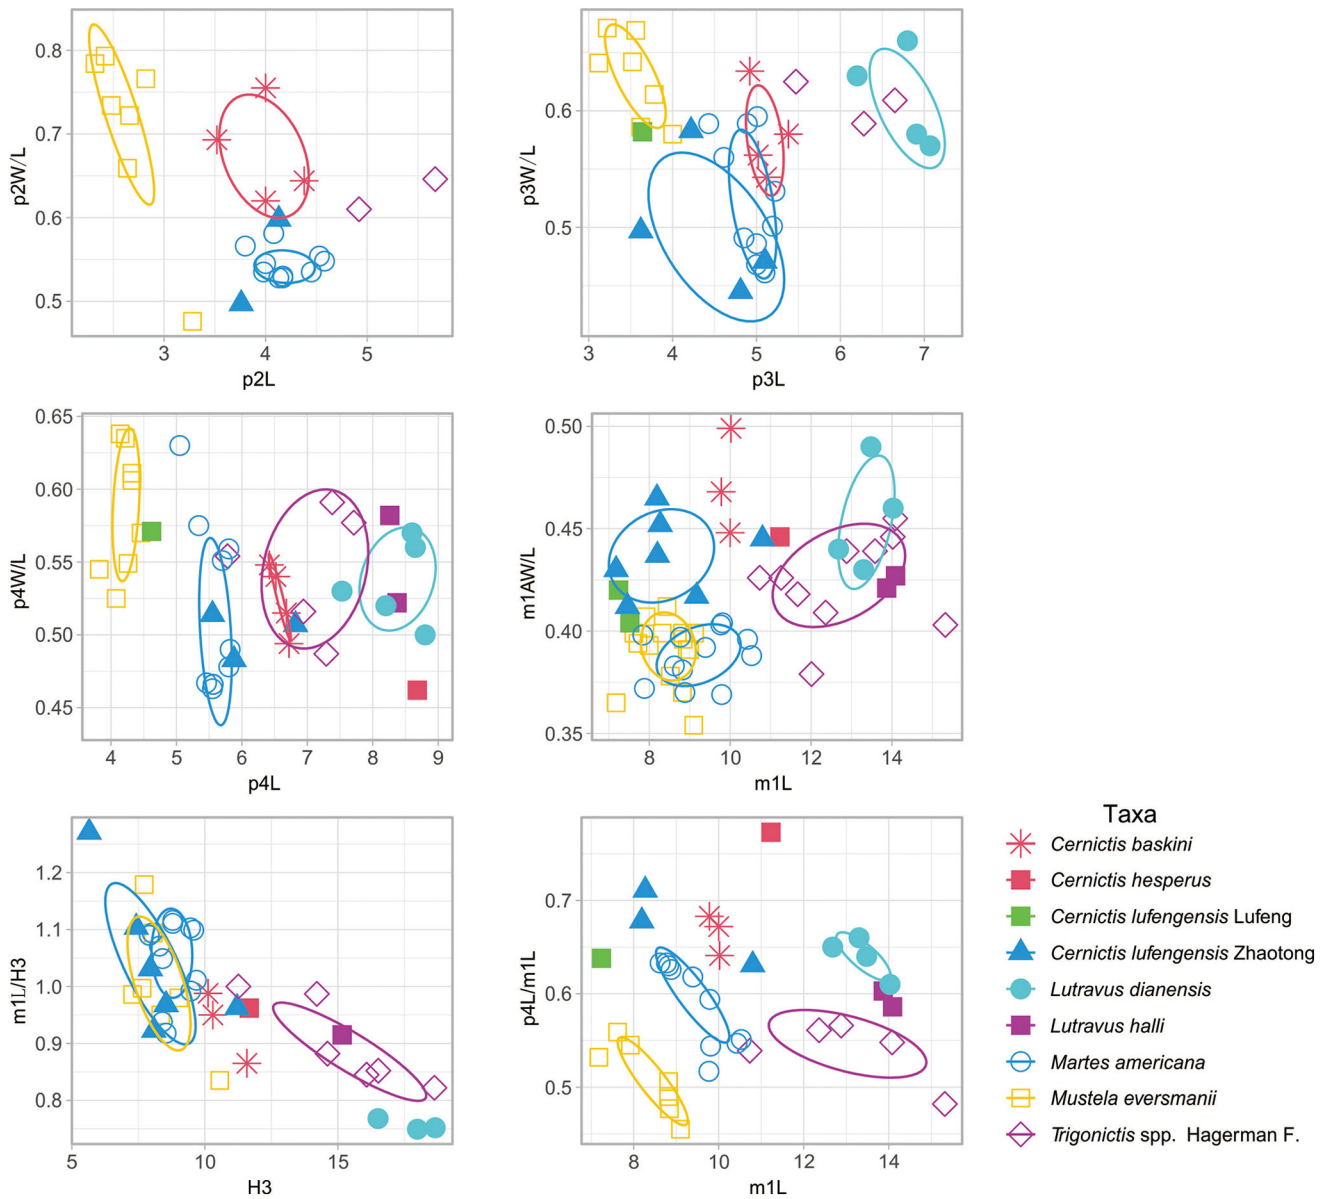 0.8
0.7
0.6
0.5
p2W/L
3 4 5
p2L
0.6
0.5
p3W/L
3 4 5 6 7
p3L
0.65
0.60
0.55
0.50
0.45
p4W/L
4 5 6 7 8 9
p4L
0.50
0.45
0.40
0.35
m1AW/L
8 10 12 14
m1L
1.2
1.1
1.0
0.9
0.8
m1L/H3
5 10 15
H3
0.7
0.6
0.5
p4L/m1L
8 10 12 14
m1L
Taxa
Cernictis baskini
Cernictis hesperus
Cernictis lufengensis Lufeng
Cernictis lufengensis Zhaotong
Lutravus dianensis
Lutravus halli
Martes americana
Mustela eversmanii
Trigonictis spp. Hagerman F.